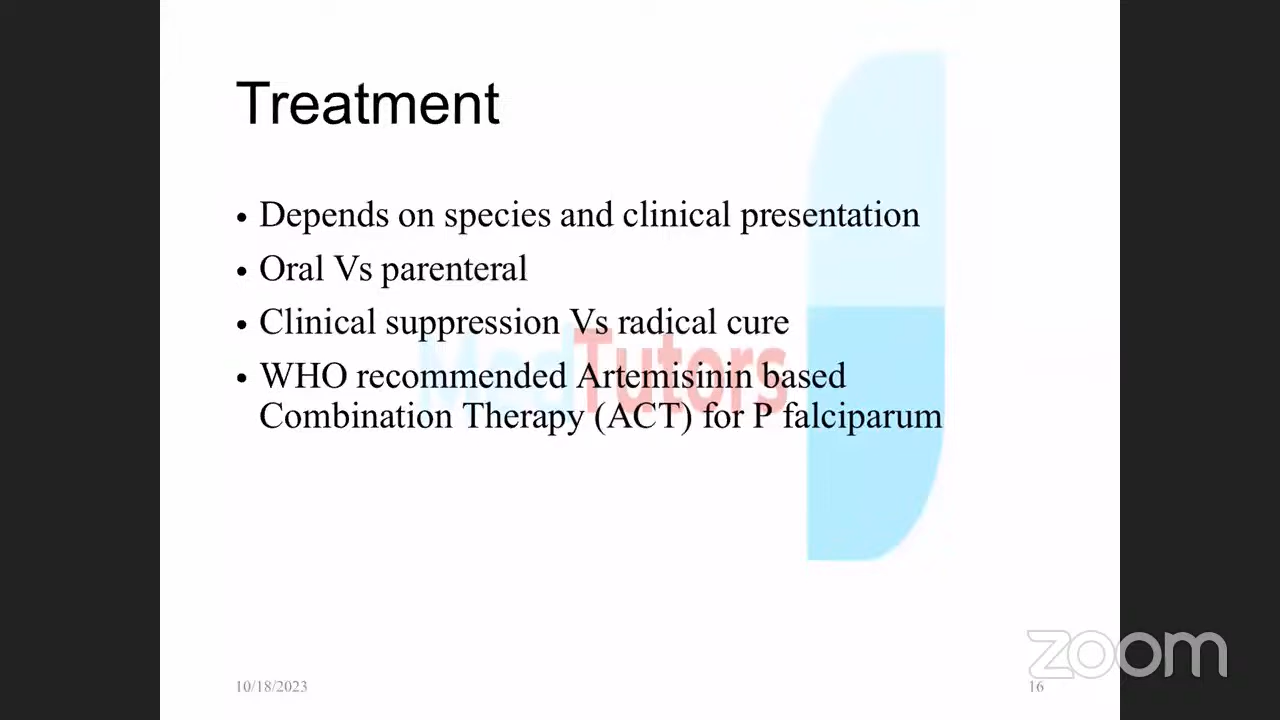 Treatment
• Depends on species and clinical presentation
• Oral Vs parenteral
• Clinical suppression Vs radical cure
• WHO recommended Artemisinin based
Combination Therapy (ACT) for P falciparum
MedTutors
zoom
10/18/2023
16